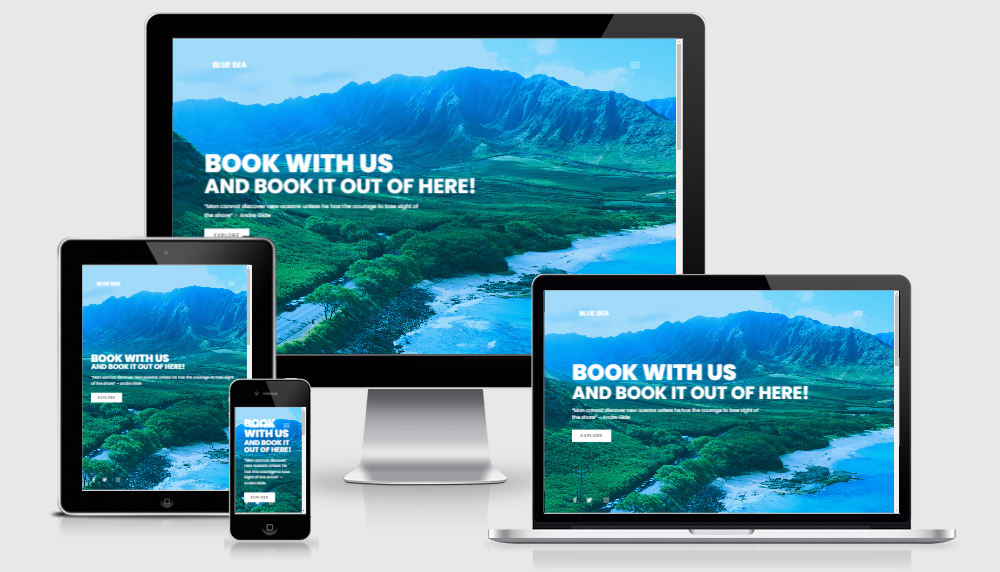 BLUE SEA
BOOK WITH US
AND BOOK IT OUT OF HERE!
"Man cannot discover new oceans unless he has the courage to lose sight of
the shore" - Andre Gide
EXPLORE
BLUE SEA
BOOK WITH US
AND BOOK IT OUT OF HERE!
"Man cannot discover new oceans unless he has the courage to lose sight
of the shore" - Andre Gide
EXPLORE
BOOK
WITH US
AND BOOK IT
OUT OF HERE!
"Man cannot discover
new oceans unless he
has the courage to lose
sight of the shore" -
Andre Gide
EXPLORE
BLUE SEA
BOOK WITH US
AND BOOK IT OUT OF HERE!
"Man cannot discover new oceans unless he has the courage to lose sight of
the shore" - Andre Gide
EXPLORE